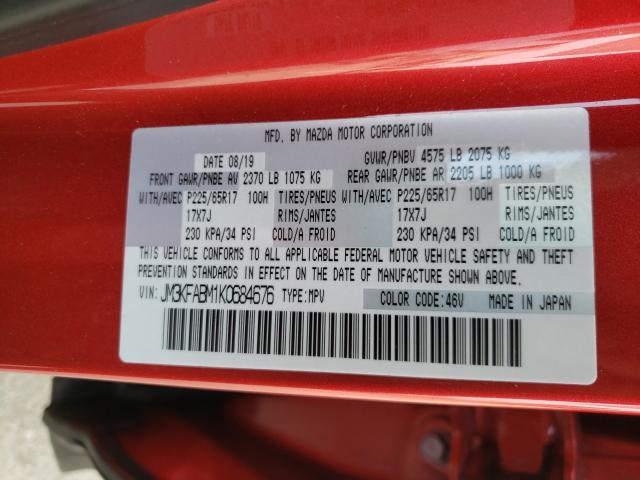 MFD. BY MAZDA MOTOR CORPORATION
DATE 08/19 GVWR/PNBV 4575 LB 2075 KG
FRONT GAWR/PNBE AV 2370 LB 1075 KG REAR GAWR/PNBE AR 2205 LB 1000 KG
WITH/AVEC P225/65R17 100H TIRES/PNEUS WITH/AVEC P225/65R17 100H TIRES/PNEUS
17X7J RIMS/JANTES 17X7J RIMS/JANTES
230 KPA/34 PSI COLD/A FROID 230 KPA/34 PSI COLD/A FROID
THIS VEHICLE CONFORMS TO ALL APPLICABLE FEDERAL MOTOR VEHICLE SAFETY AND THEFT
PREVENTION STANDARDS IN EFFECT ON THE DATE OF MANUFACTURE SHOWN ABOVE.
VIN: JM3KFABM1K0684676 TYPE:MPV COLOR CODE:46V MADE IN JAPAN